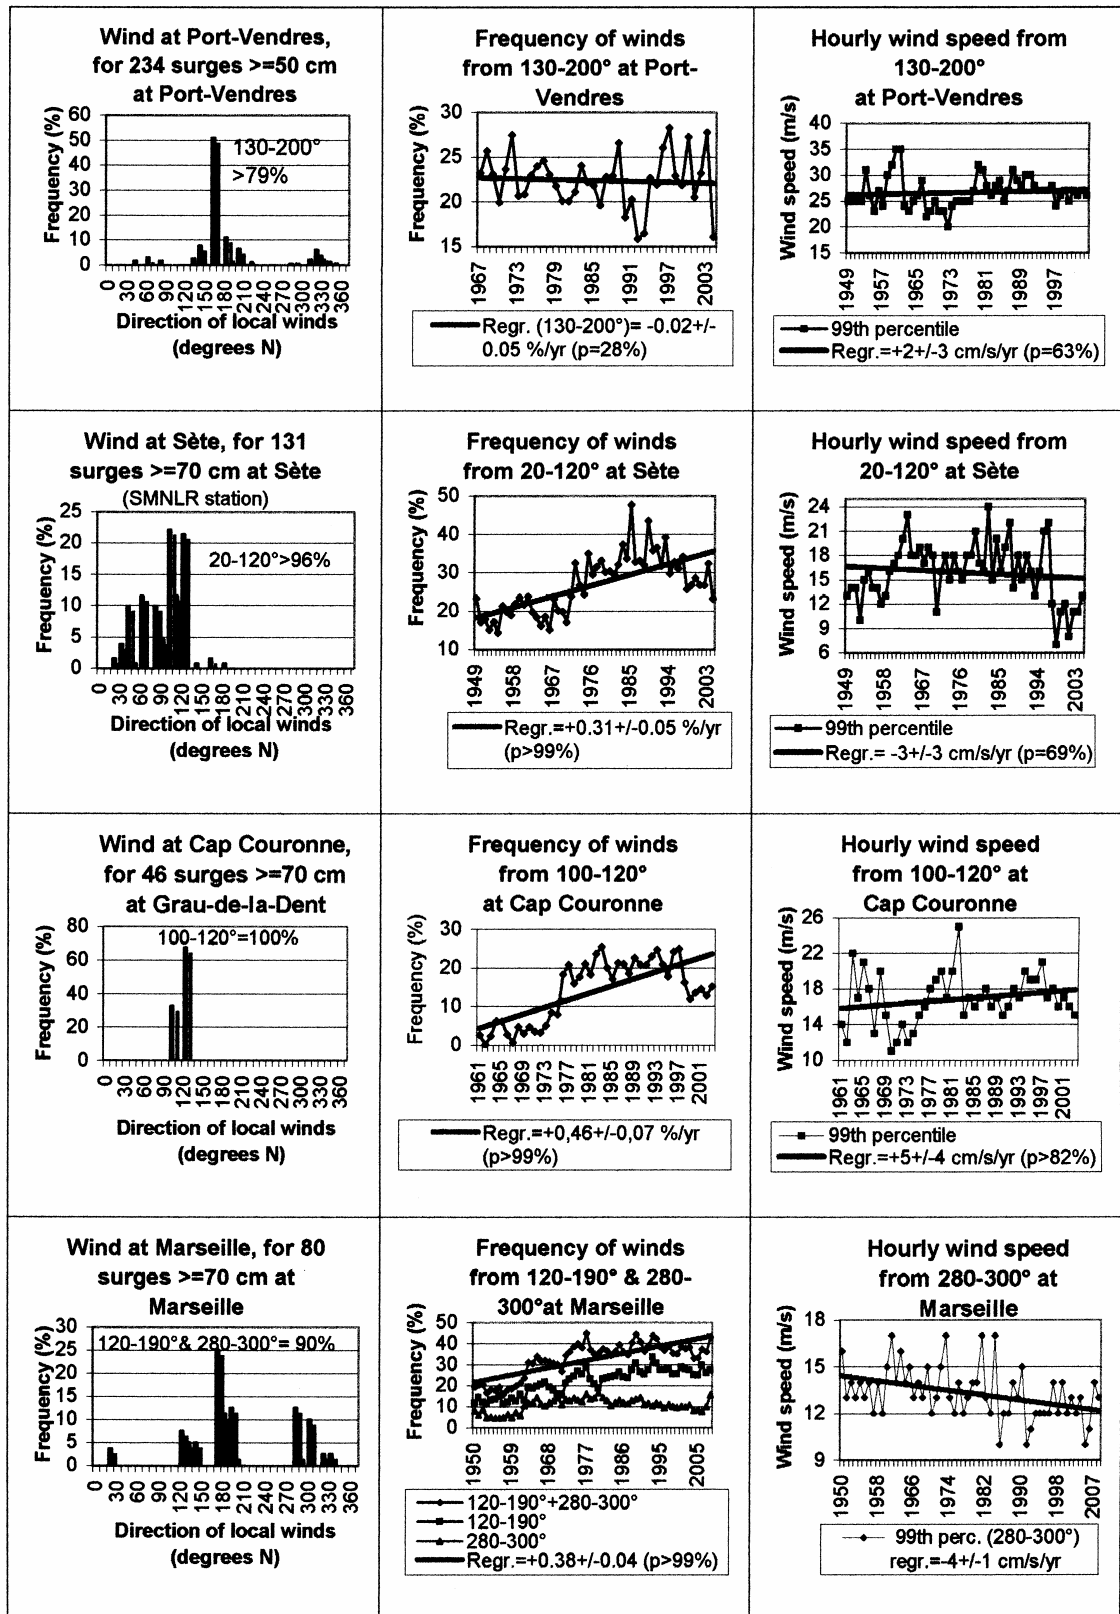 Wind at Port-Vendres,
for 234 surges >=50 cm
at Port-Vendres
Frequency (%)
60
50
40
30
20
10
0
130-200°
>79%
0
30
60
90
120
150
180
210
240
270
300
330
360
Direction of local winds
(degrees N)
Frequency of winds
from 130-200° at Port-
Vendres
Frequency (%)
30
25
20
15
1967
1973
1979
1985
1991
1997
2003
Regr. (130-200°)= -0.02+/-
0.05 %/yr (p=28%)
Hourly wind speed from
130-200°
at Port-Vendres
Wind speed (m/s)
40
35
30
25
20
15
1949
1957
1965
1973
1981
1989
1997
99th percentile
Regr.=+2+/-3 cm/s/yr (p=63%)
Wind at Sète, for 131
surges >=70 cm at Sète
(SMNLR station)
Frequency (%)
25
20
15
10
5
0
20-120°>96%
0
30
60
90
120
150
180
210
240
270
300
330
360
Direction of local winds
(degrees N)
Frequency of winds
from 20-120° at Sète
Frequency (%)
50
40
30
20
10
1949
1958
1967
1976
1985
1994
2003
Regr.=+0.31+/-0.05 %/yr
(p>99%)
Hourly wind speed from
20-120° at Sète
Wind speed (m/s)
24
21
18
15
12
9
6
1949
1958
1967
1976
1985
1994
2003
99th percentile
Regr.= -3+/-3 cm/s/yr (p=69%)
Wind at Cap Couronne,
for 46 surges >=70 cm
at Grau-de-la-Dent
Frequency (%)
80
60
40
20
0
100-120°=100%
0
30
60
90
120
150
180
210
240
270
300
330
360
Direction of local winds
(degrees N)
Frequency of winds
from 100-120°
at Cap Couronne
Frequency (%)
30
20
10
0
1961
1965
1969
1973
1977
1981
1985
1989
1993
1997
2001
Regr.=+0,46+/-0,07 %/yr
(p>99%)
Hourly wind speed
from 100-120° at
Cap Couronne
Wind speed (m/s)
26
22
18
14
10
1961
1965
1969
1973
1977
1981
1985
1989
1993
1997
2001
99th percentile
Regr.=+5+/-4 cm/s/yr (p>82%)
Wind at Marseille, for 80
surges >=70 cm at
Marseille
Frequency (%)
30
25
20
15
10
5
0
120-190°& 280-300°= 90%
0
30
60
90
120
150
180
210
240
270
300
330
360
Direction of local winds
(degrees N)
Frequency of winds
from 120-190° & 280-
300°at Marseille
Frequency (%)
50
40
30
20
10
0
1950
1959
1968
1977
1986
1995
2005
120-190°+280-300°
120-190°
280-300°
Regr.=+0.38+/-0.04 (p>99%)
Hourly wind speed
from 280-300° at
Marseille
Wind speed (m/s)
18
15
12
9
1950
1958
1966
1974
1982
1990
1998
2007
99th perc. (280-300°)
regr.=-4+/-1 cm/s/yr